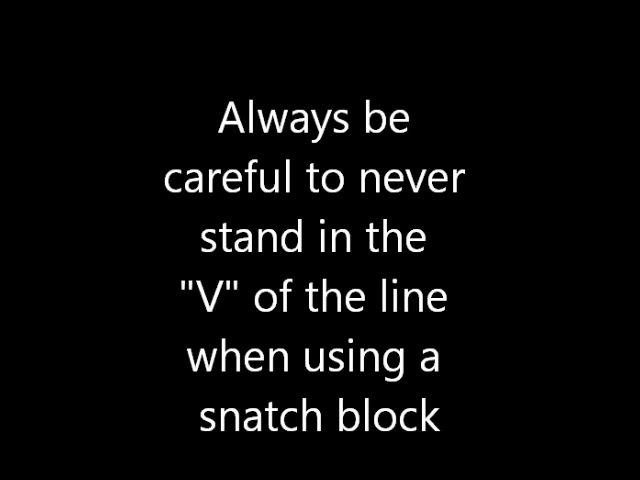 Always be
careful to never
stand in the
"V" of the line
when using a
snatch block